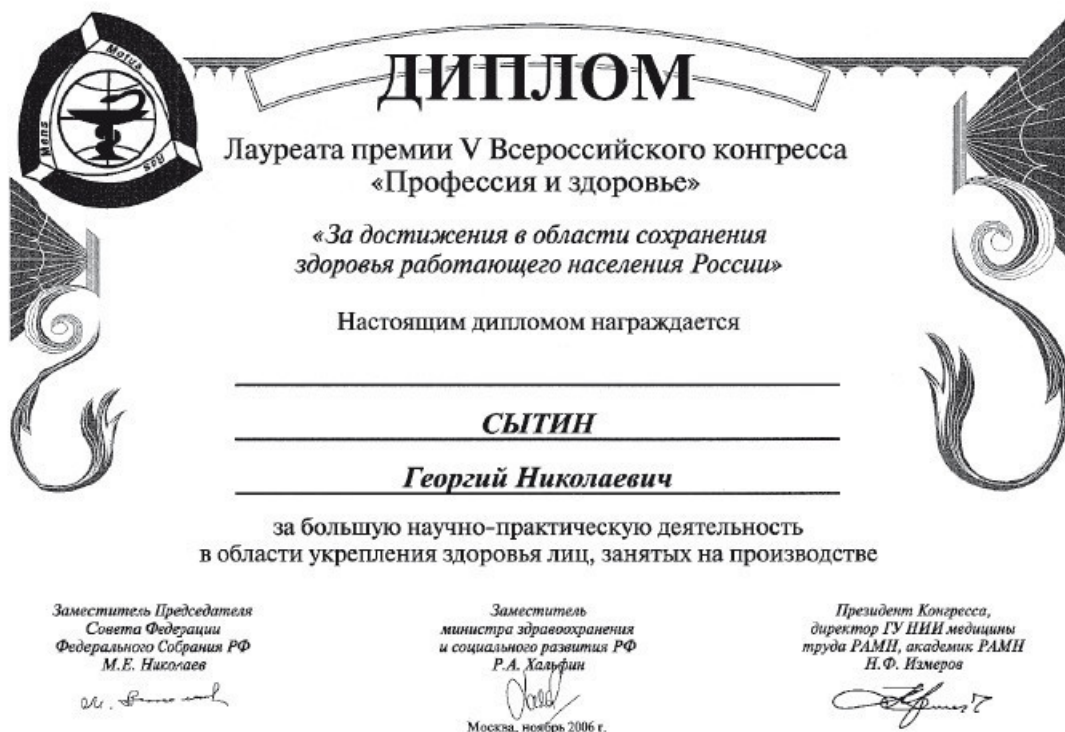 Mens
Motus
Res
ДИПЛОМ
Лауреата премии V Всероссийского конгресса
«Профессия и здоровье»
«За достижения в области сохранения
здоровья работающего населения России»
Настоящим дипломом награждается
СЫТИН
Георгий Николаевич
за большую научно-практическую деятельность
в области укрепления здоровья лиц, занятых на производстве
Заместитель Председателя
Совета Федерации
Федерального Собрания РФ
М.Е. Николаев
Заместитель
министра здравоохранения
и социального развития РФ
Р.А. Хальфин
Москва, ноябрь 2006 г.
Президент Конгресса,
директор ГУ НИИ медицины
труда РАМН, академик РАМН
Н.Ф. Измеров